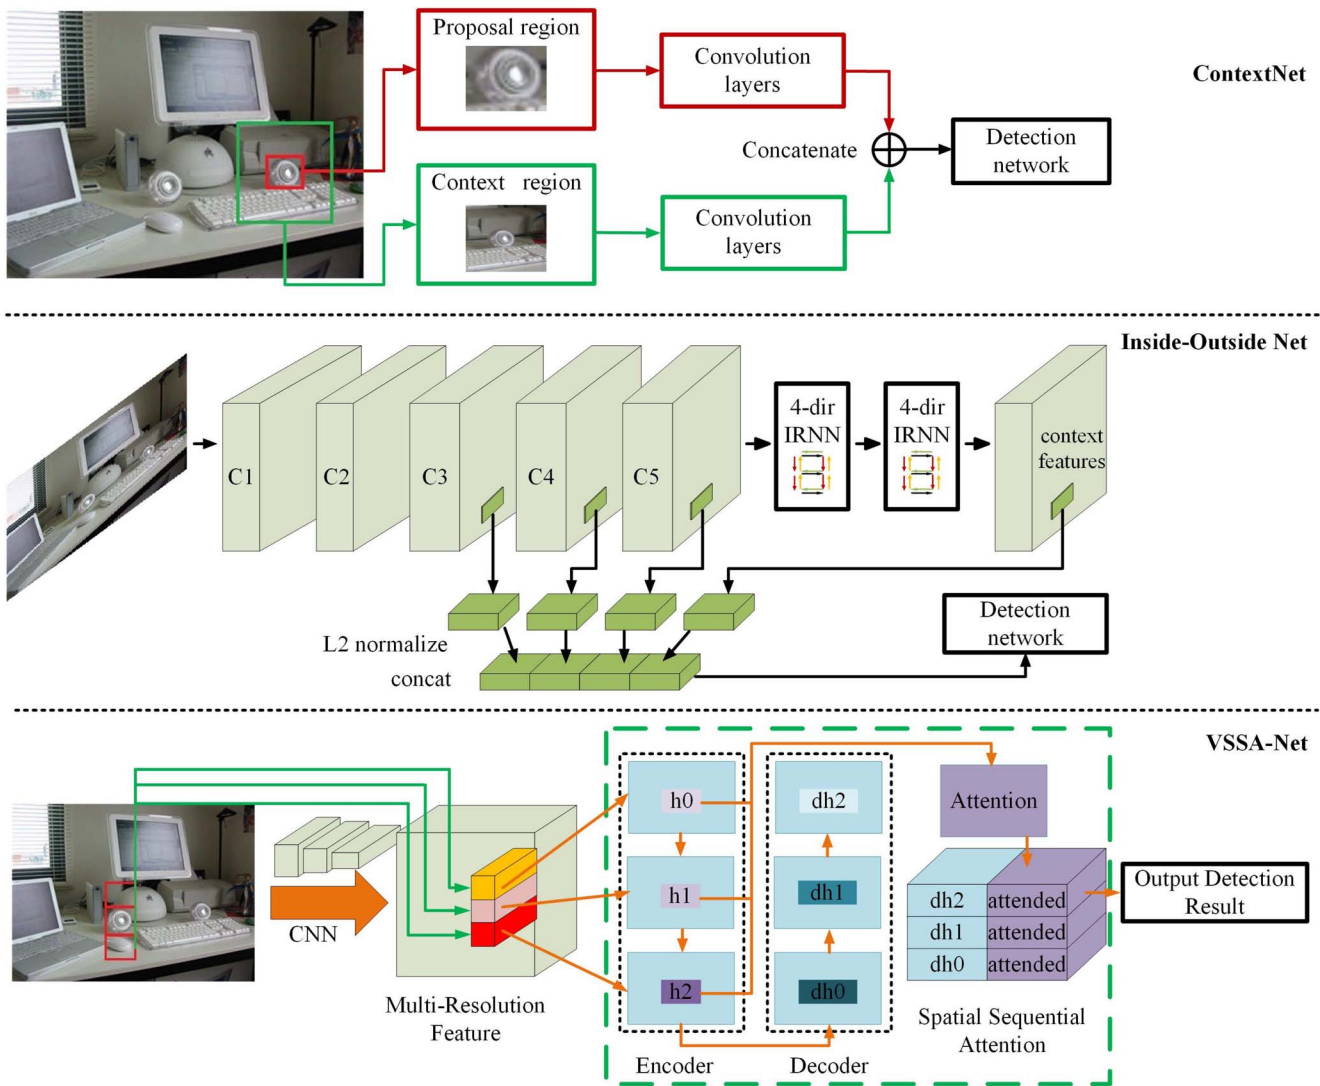 Proposal region
Convolution
layers
ContextNet
Concatenate
Detection
network
Context region
Convolution
layers
Inside-Outside Net
C1
C2
C3
C4
C5
4-dir
IRNN
4-dir
IRNN
context
features
L2 normalize
concat
Detection
network
VSSA-Net
CNN
Multi-Resolution
Feature
h0
h1
h2
Encoder
dh2
dh1
dh0
Decoder
Attention
dh2 attended
dh1 attended
dh0 attended
Spatial Sequential
Attention
Output Detection
Result